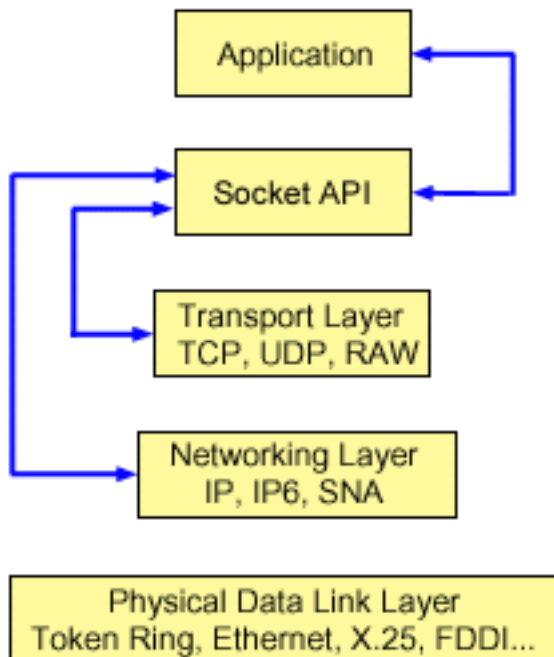 Application
Socket API
Transport Layer
TCP, UDP, RAW
Networking Layer
IP, IP6, SNA
Physical Data Link Layer
Token Ring, Ethernet, X.25, FDDI...